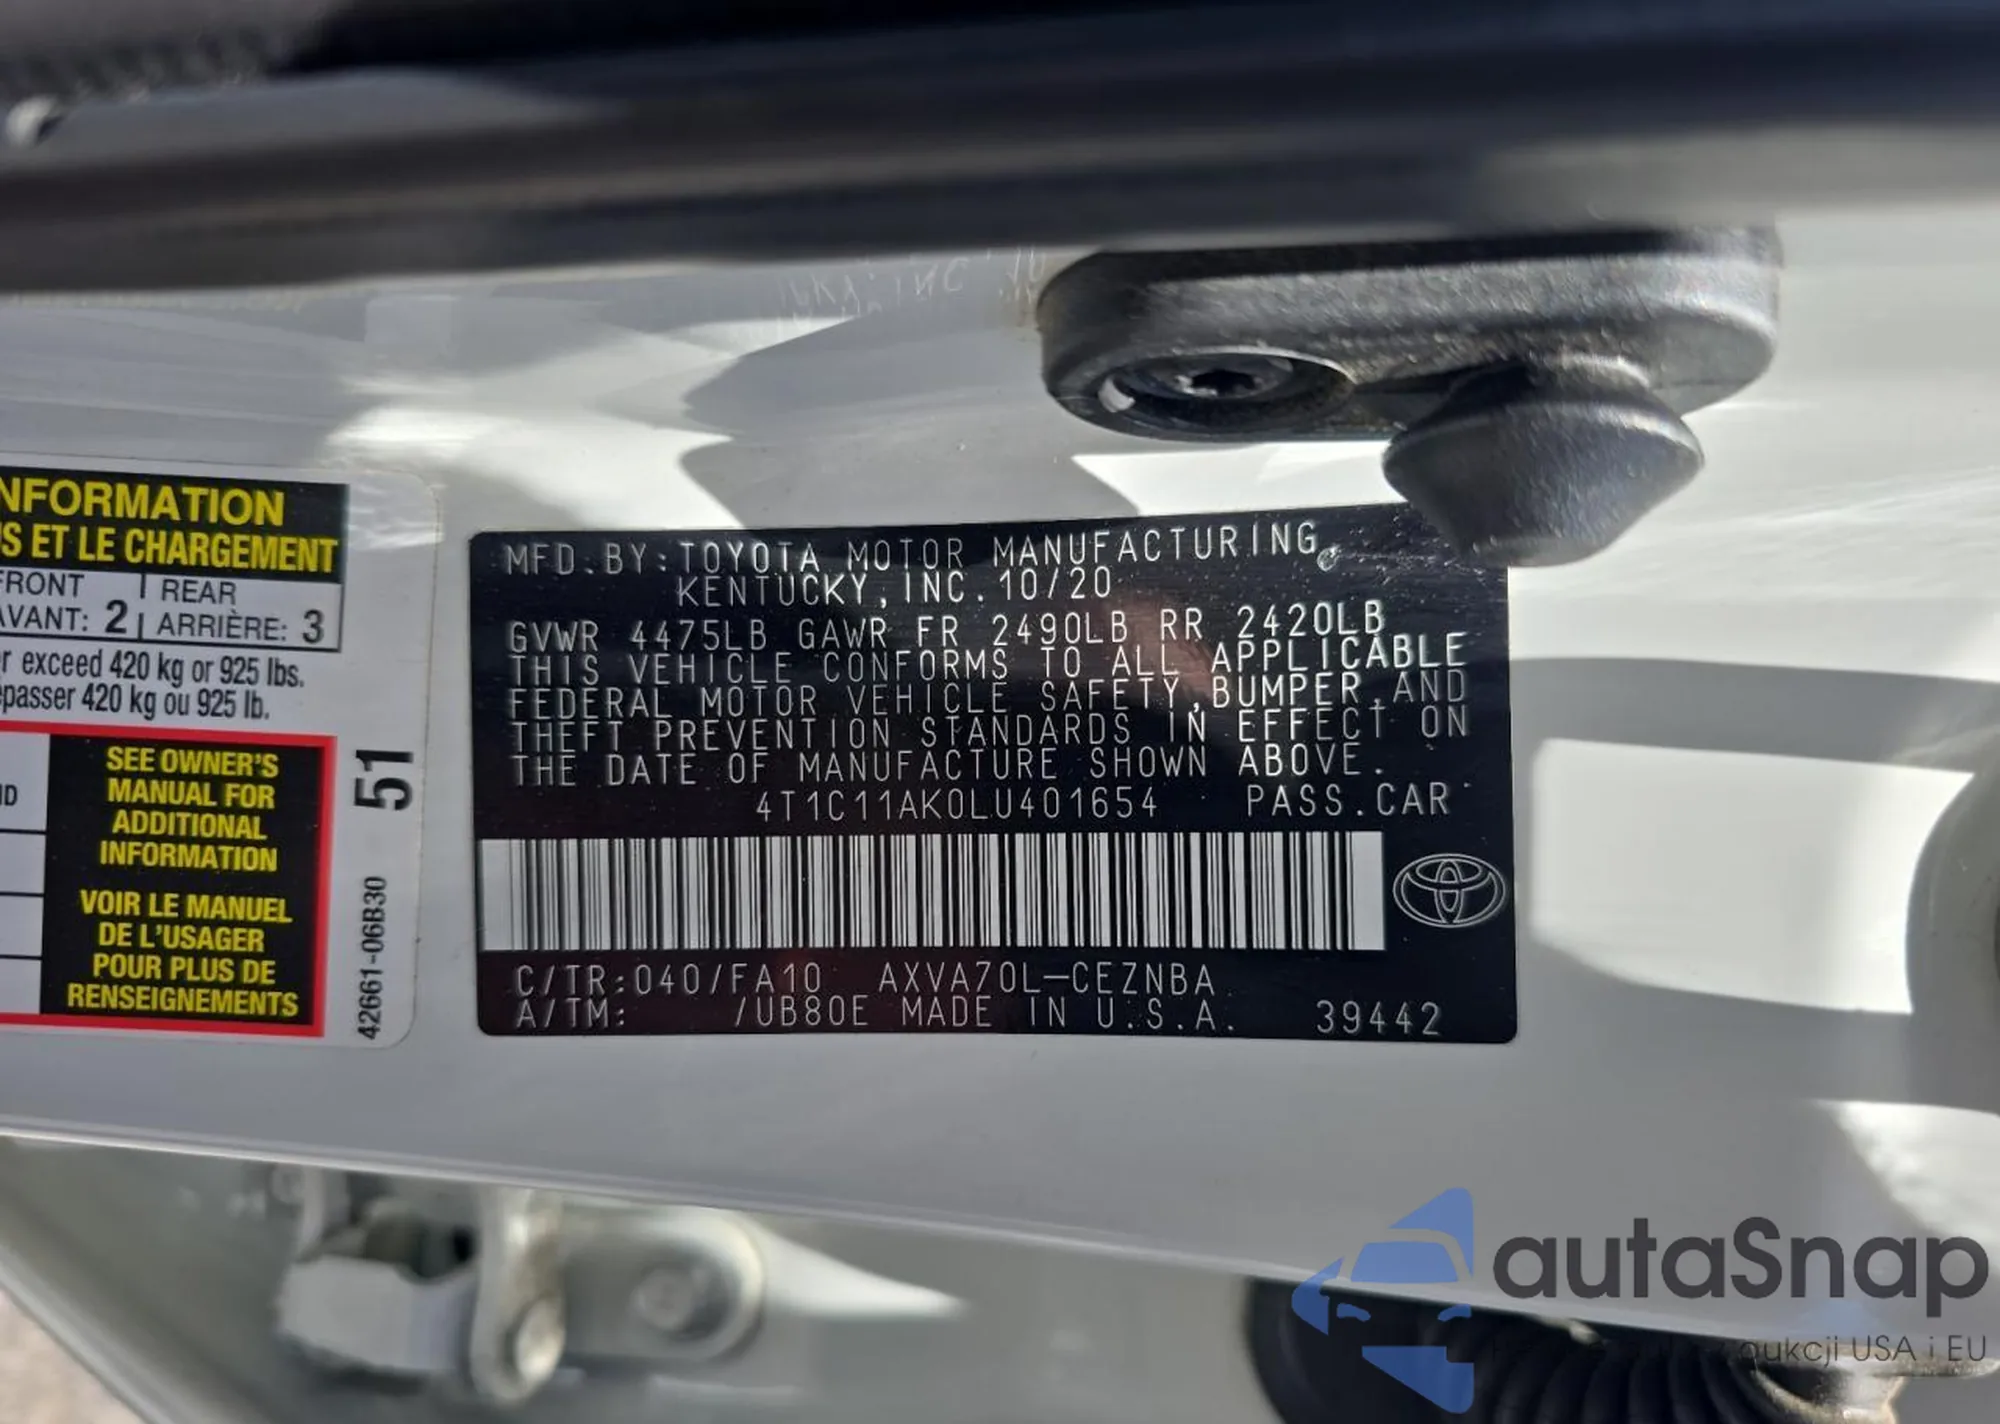 NFORMATION
S ET LE CHARGEMENT
FRONT REAR
AVANT: 2 ARRIÈRE: 3
r exceed 420 kg or 925 lbs.
passer 420 kg ou 925 lb.
SEE OWNER'S
MANUAL FOR
ADDITIONAL
INFORMATION
VOIR LE MANUEL
DE L'USAGER
POUR PLUS DE
RENSEIGNEMENTS
51
42661-06B30
MFD.BY:TOYOTA MOTOR MANUFACTURING,
KENTUCKY,INC.10/20
GVWR 4475LB GAWR FR 2490LB RR 2420LB
THIS VEHICLE CONFORMS TO ALL APPLICABLE
FEDERAL MOTOR VEHICLE SAFETY,BUMPER,AND
THEFT PREVENTION STANDARDS IN EFFECT ON
THE DATE OF MANUFACTURE SHOWN ABOVE.
4T1C11AK0LU401654 PASS.CAR
C/TR:040/FA10 AXVA70L-CEZNBA
A/TM: /UB80E MADE IN U.S.A. 39442
autaSnap
aukcji USA i EU